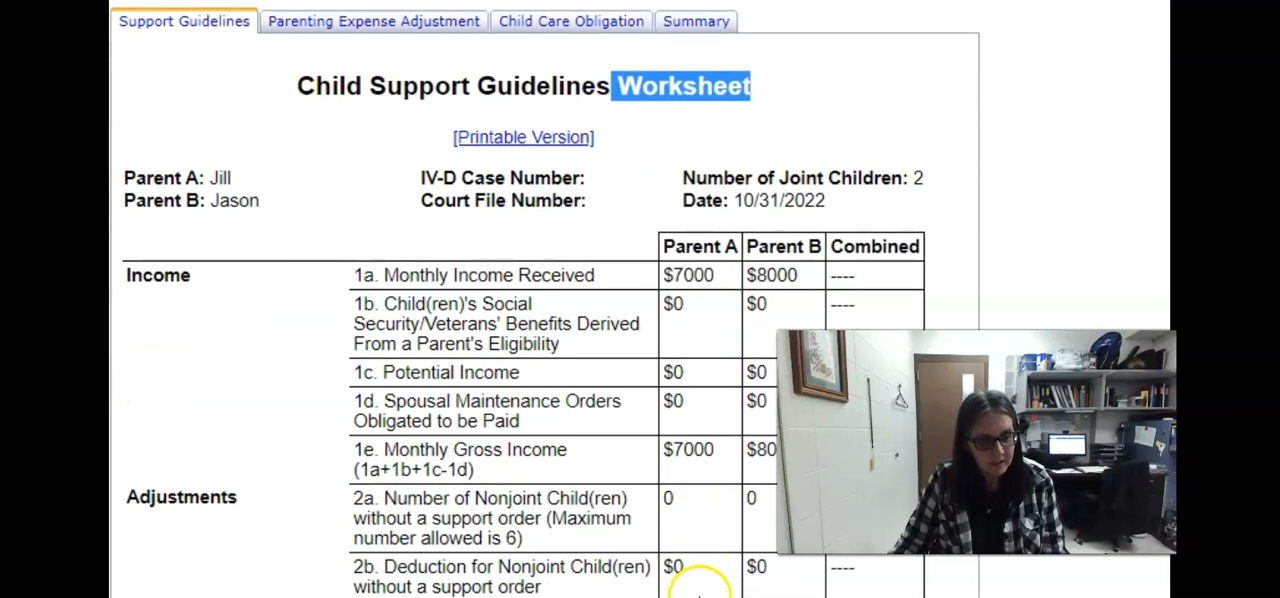 Support Guidelines Parenting Expense Adjustment Child Care Obligation Summary
Child Support Guidelines Worksheet
[Printable Version]
Parent A: Jill IV-D Case Number: Number of Joint Children: 2
Parent B: Jason Court File Number: Date: 10/31/2022
Parent A Parent B Combined
Income 1a. Monthly Income Received $7000 $8000 ----
1b. Child(ren)'s Social $0 $0 ----
Security/Veterans' Benefits Derived
From a Parent's Eligibility
1c. Potential Income $0 $0
1d. Spousal Maintenance Orders $0 $0
Obligated to be Paid
1e. Monthly Gross Income $7000 $80
(1a+1b+1c-1d)
Adjustments 2a. Number of Nonjoint Child(ren) 0 0
without a support order (Maximum
number allowed is 6)
2b. Deduction for Nonjoint Child(ren) $0 $0 ----
without a support order